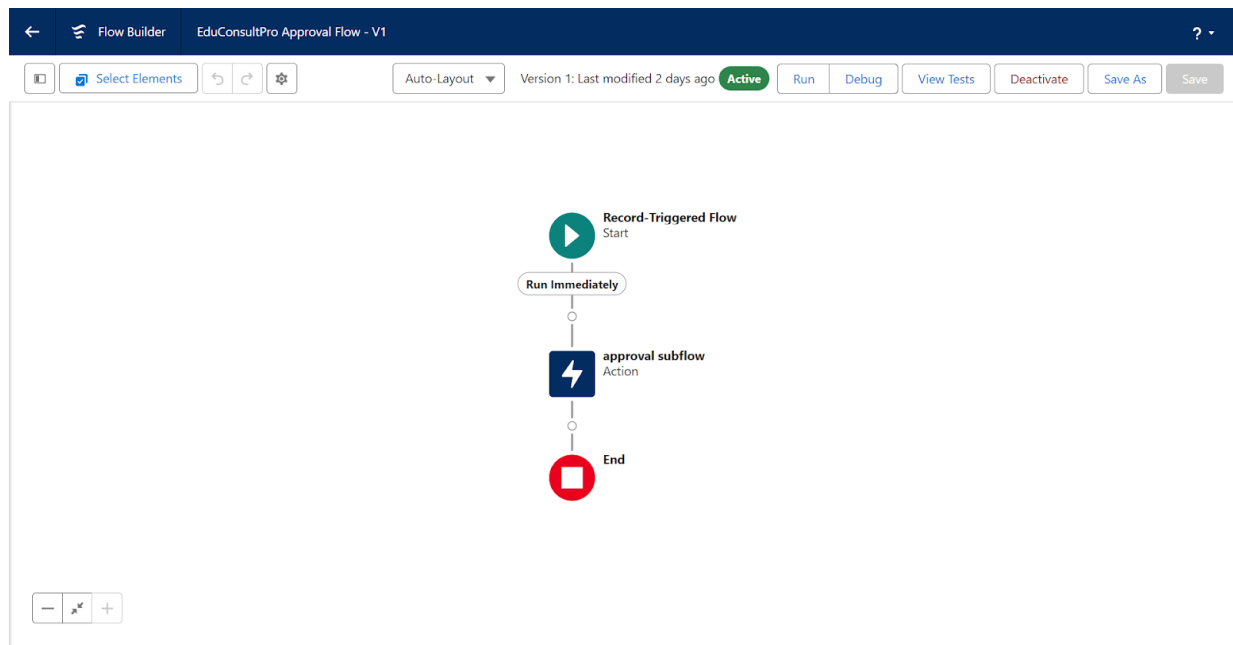 Flow Builder EduConsultPro Approval Flow - V1 ?
Select Elements Auto-Layout Version 1: Last modified 2 days ago Active Run Debug View Tests Deactivate Save As Save
Record-Triggered Flow
Start
Run Immediately
approval subflow
Action
End